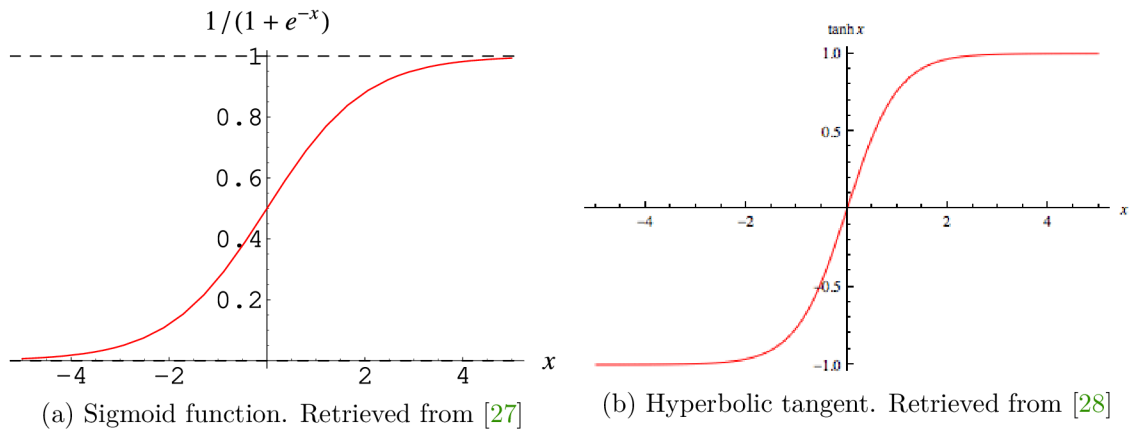 1/(1 + e^{-x})
1
0.8
0.6
0.4
0.2
-4 -2 2 4 x
(a) Sigmoid function. Retrieved from [27]
tanh x
1.0
0.5
-4 -2 2 4 x
-0.5
-1.0
(b) Hyperbolic tangent. Retrieved from [28]